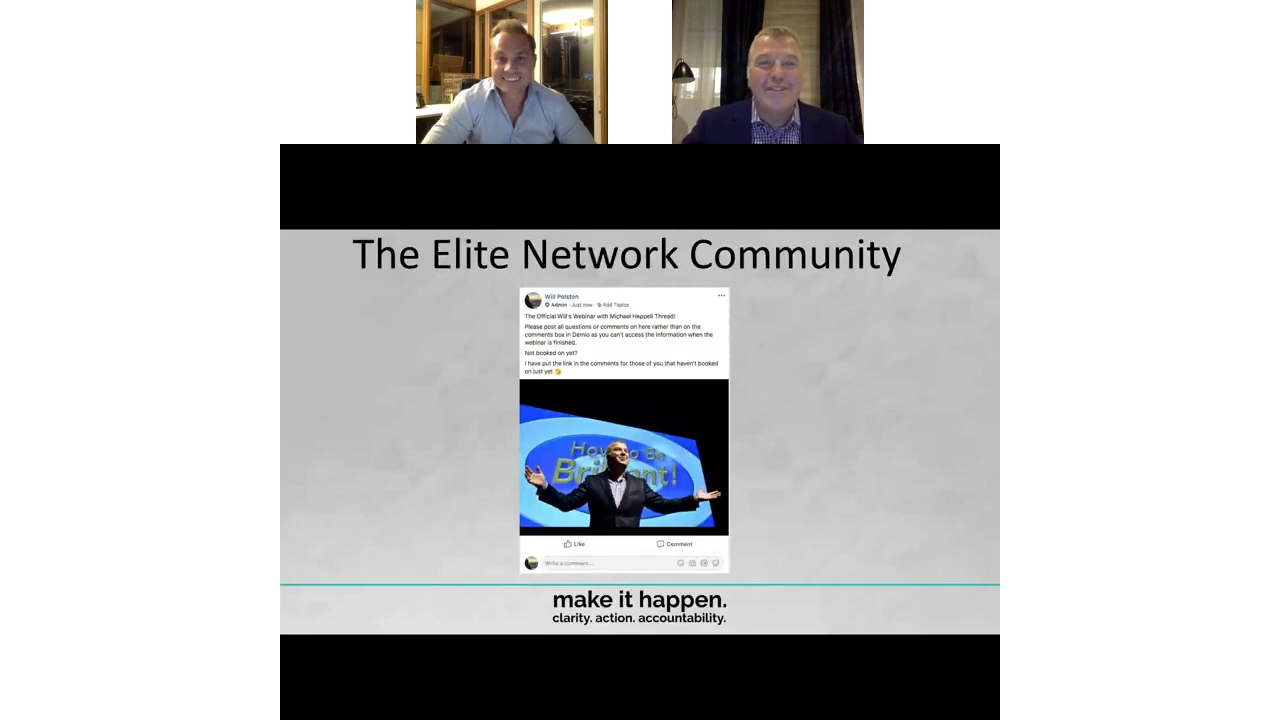 The Elite Network Community
Will Polston
Admin · Just now · Add Topics
The Official Will's Webinar with Michael Heppell Thread!
Please post all questions or comments on here rather than on the
comments box in Demio as you can't access the information when the
webinar is finished.
Not booked on yet?
I have put the link in the comments for those of you that haven't booked
on just yet 😉
How to Be
Brilliant!
Like
Comment
Write a comment...
make it happen.
clarity. action. accountability.